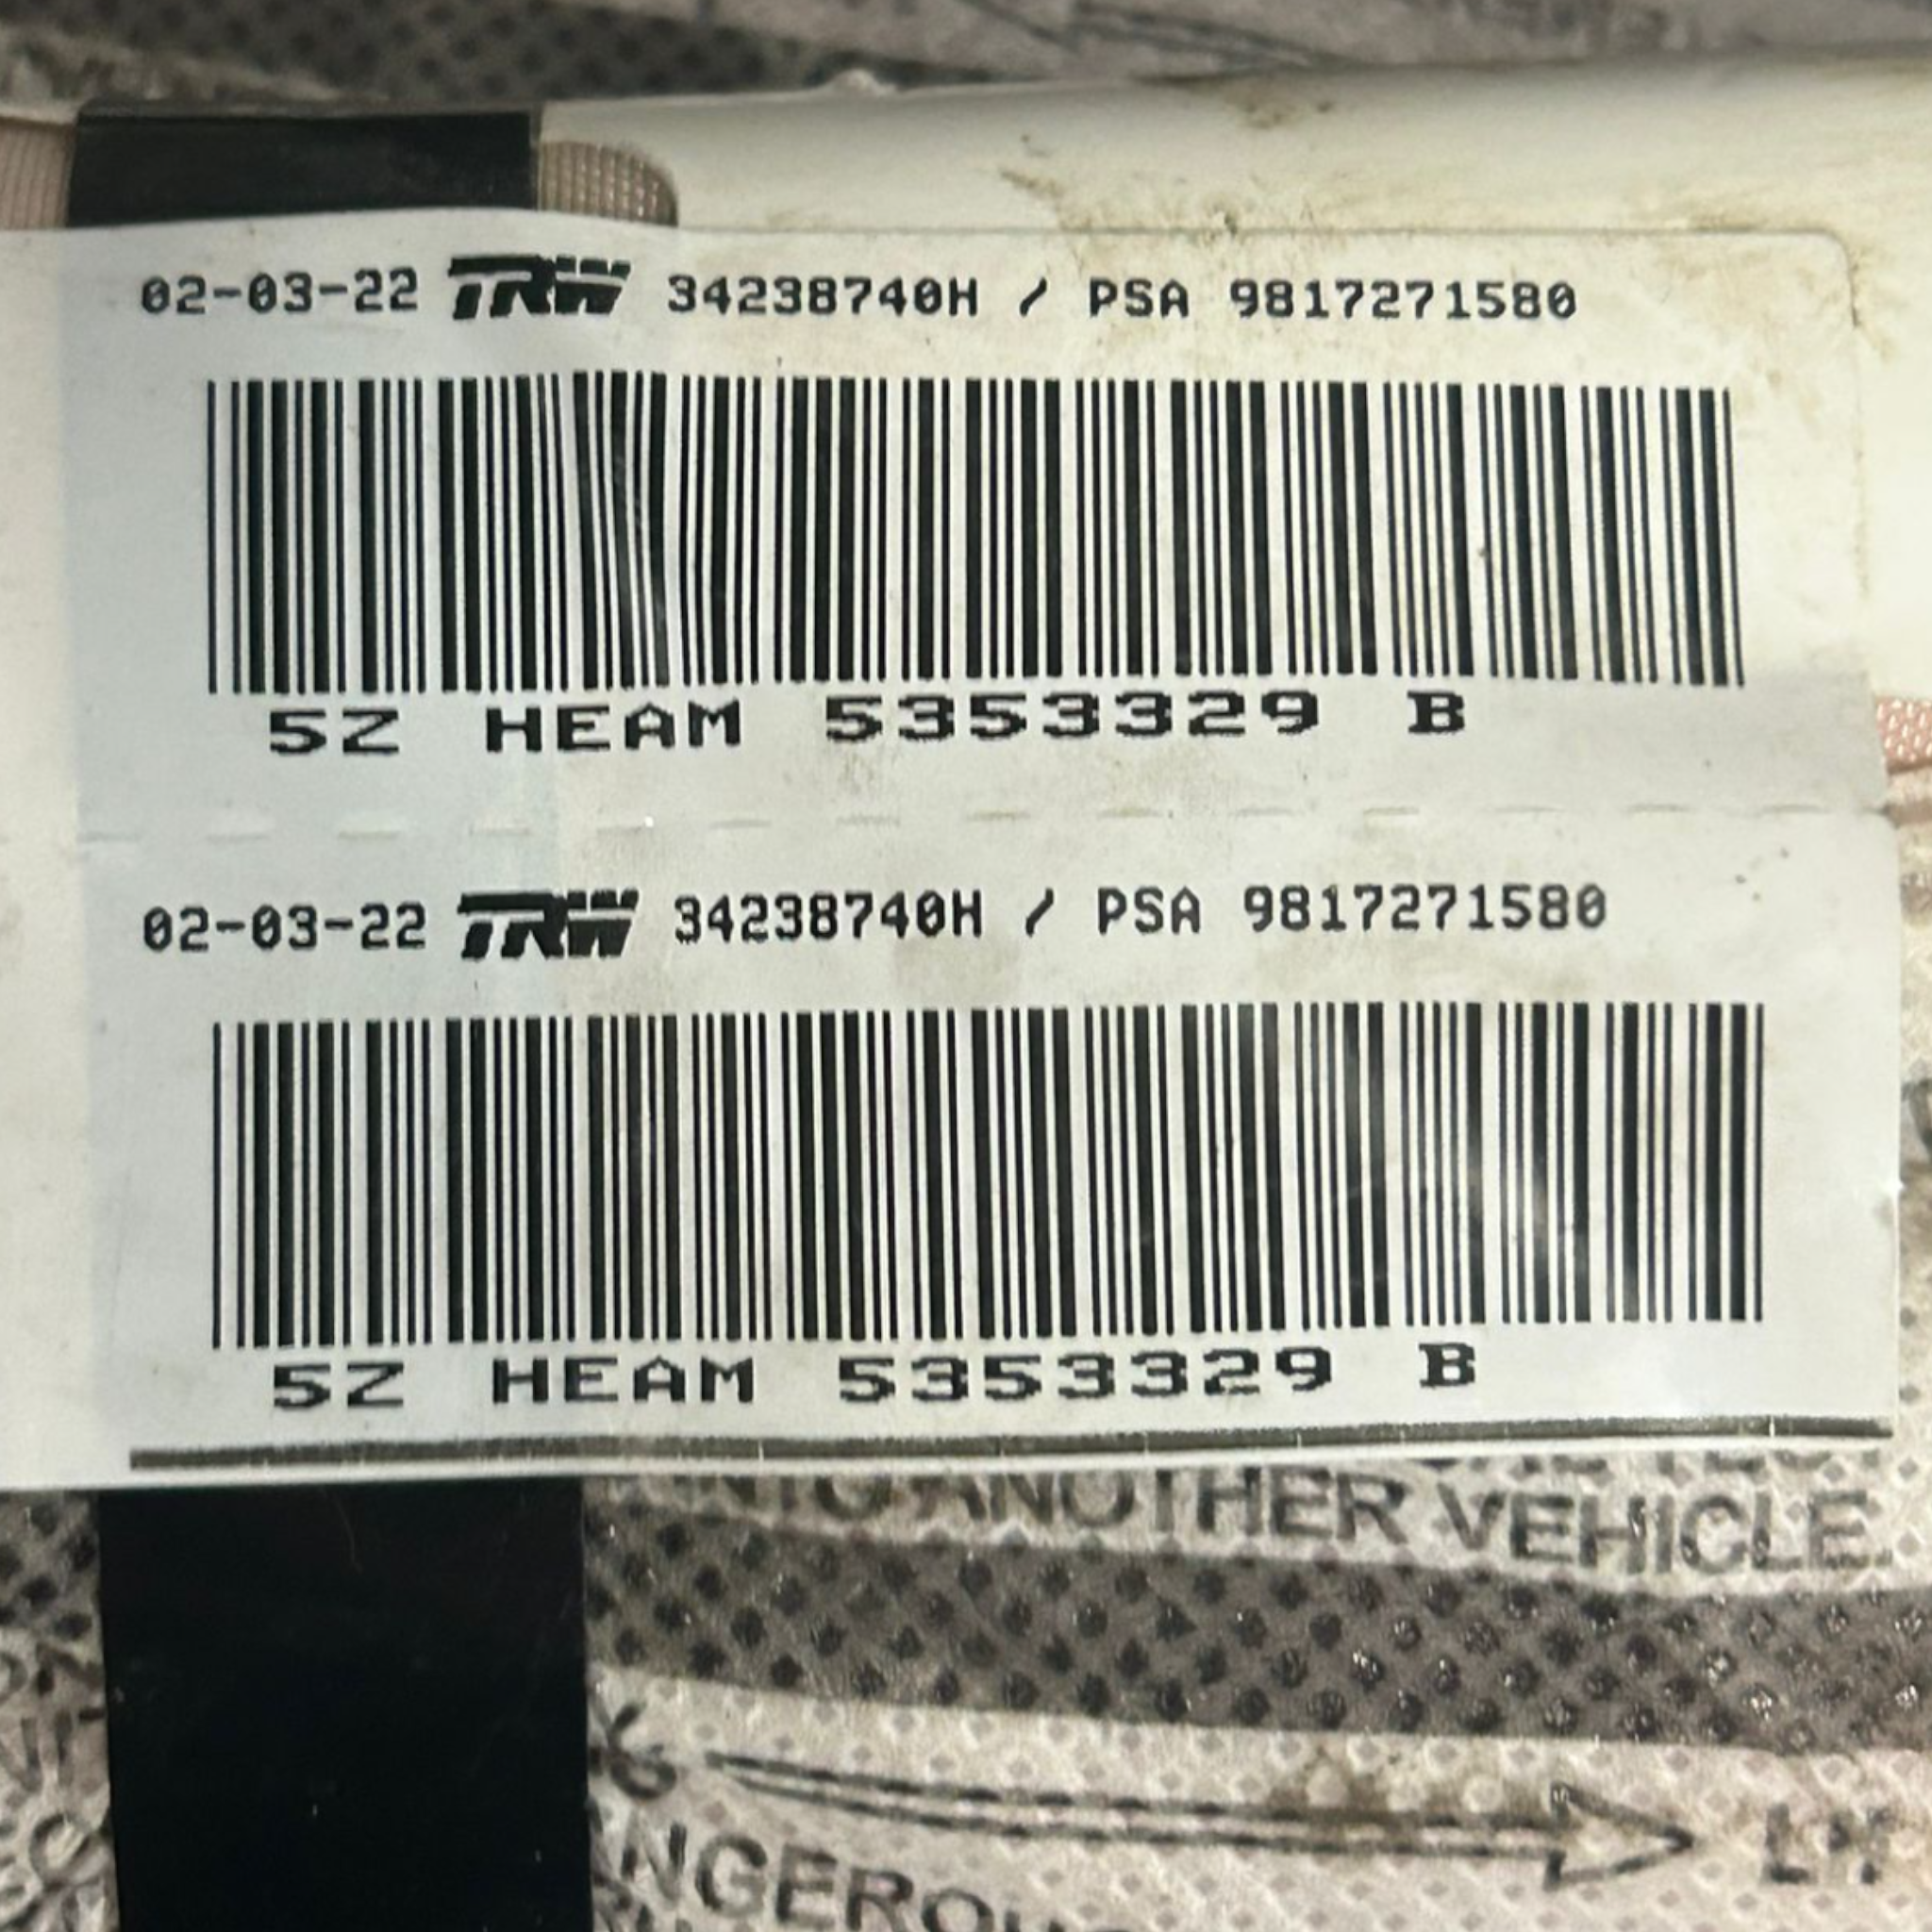 02-03-22 TRW 34238740H / PSA 9817271580
5Z HEAM 5353329 B
02-03-22 TRW 34238740H / PSA 9817271580
5Z HEAM 5353329 B
ANOTHER VEHICLE.